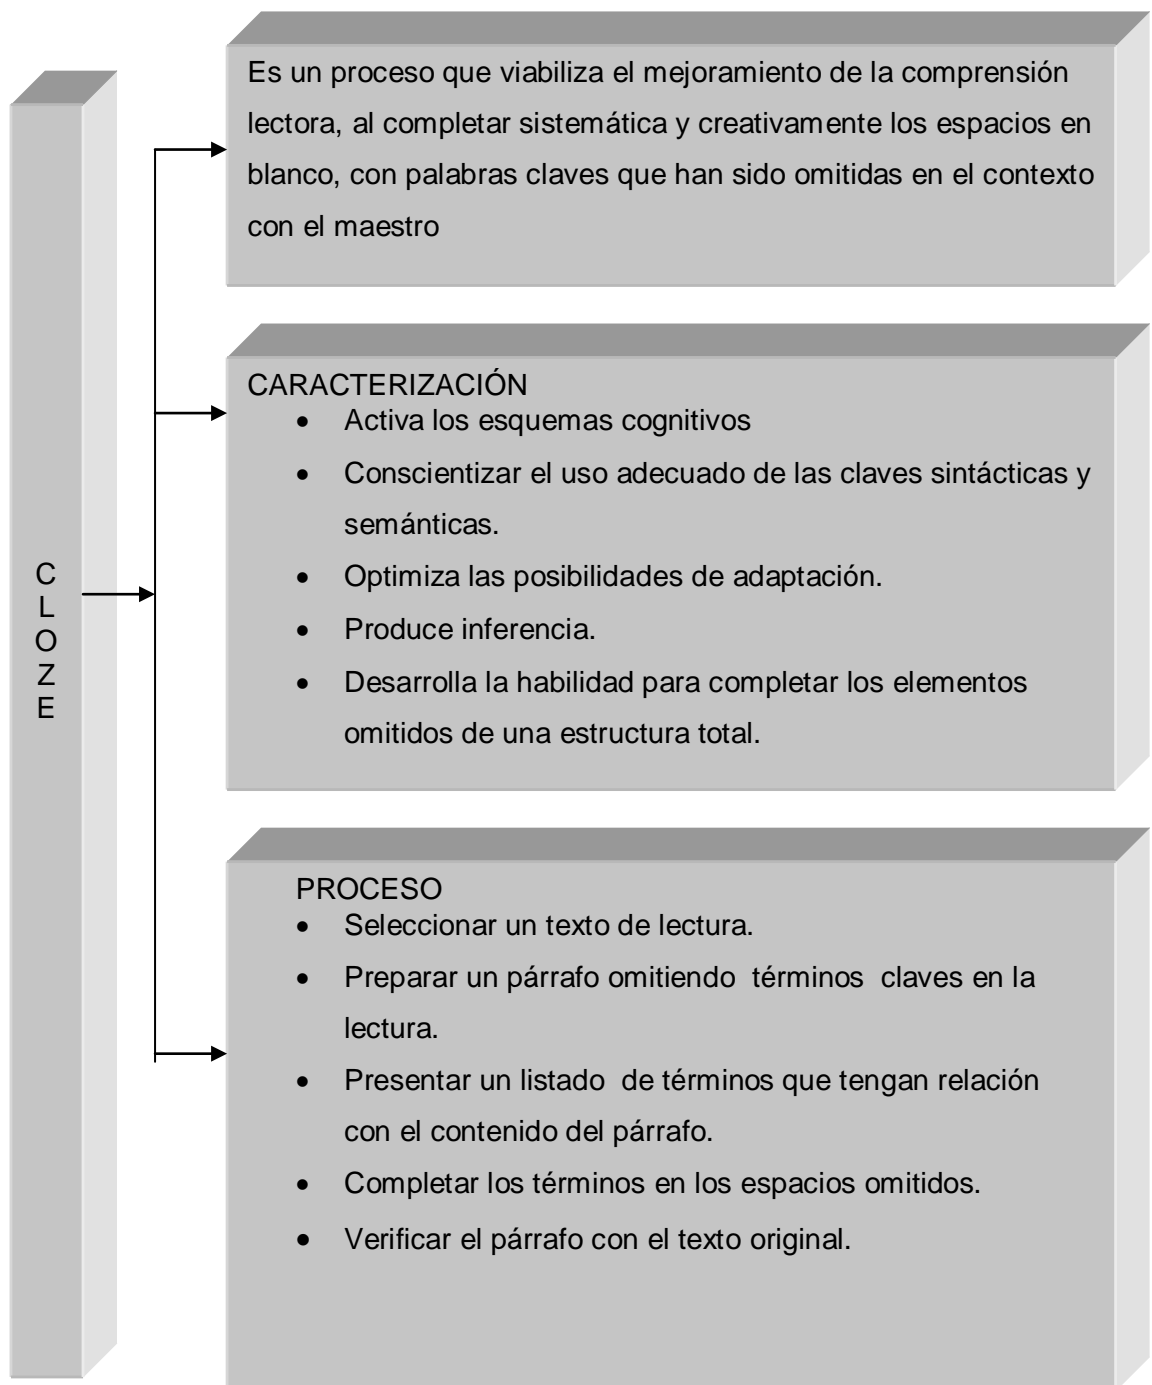 Es un proceso que viabiliza el mejoramiento de la comprensión
lectora, al completar sistemática y creativamente los espacios en
blanco, con palabras claves que han sido omitidas en el contexto
con el maestro
CARACTERIZACIÓN
• Activa los esquemas cognitivos
• Conscientizar el uso adecuado de las claves sintácticas y
semánticas.
• Optimiza las posibilidades de adaptación.
• Produce inferencia.
• Desarrolla la habilidad para completar los elementos
omitidos de una estructura total.
C
L
O
Z
E
PROCESO
• Seleccionar un texto de lectura.
• Preparar un párrafo omitiendo términos claves en la
lectura.
• Presentar un listado de términos que tengan relación
con el contenido del párrafo.
• Completar los términos en los espacios omitidos.
• Verificar el párrafo con el texto original.